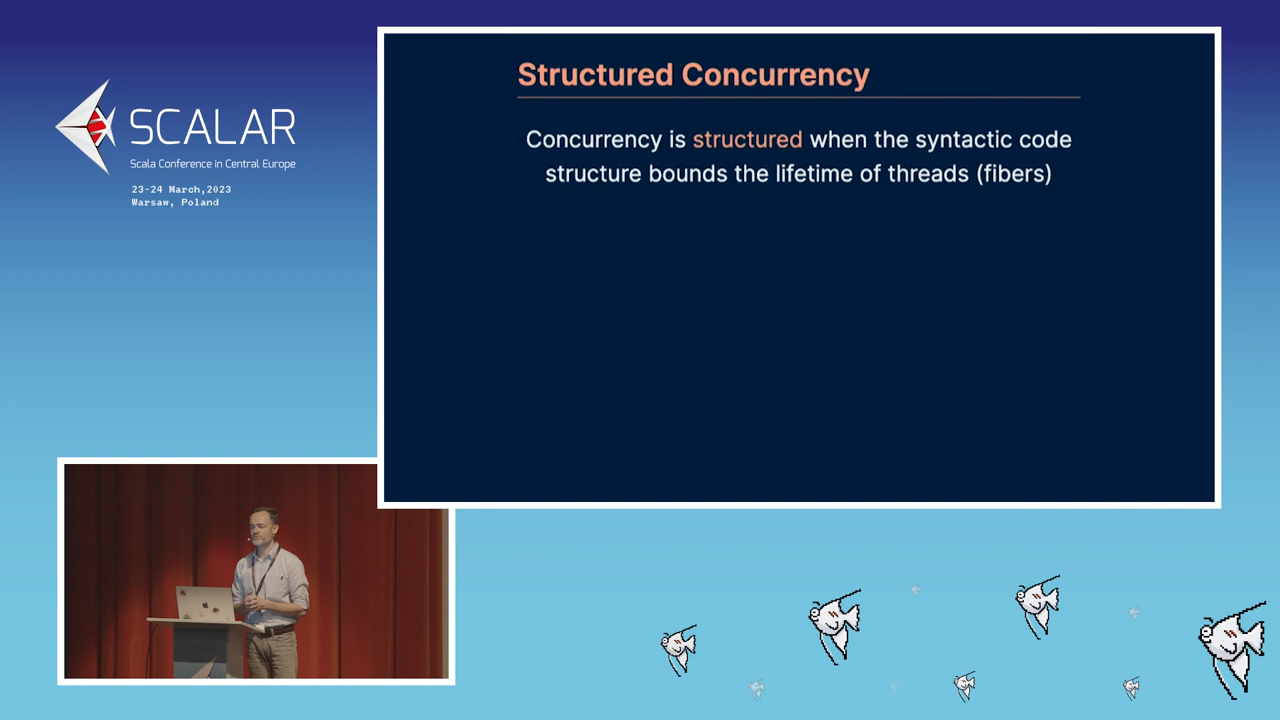 SCALAR
Scala Conference in Central Europe
23-24 March,2023
Warsaw, Poland
Structured Concurrency
Concurrency is structured when the syntactic code
structure bounds the lifetime of threads (fibers)